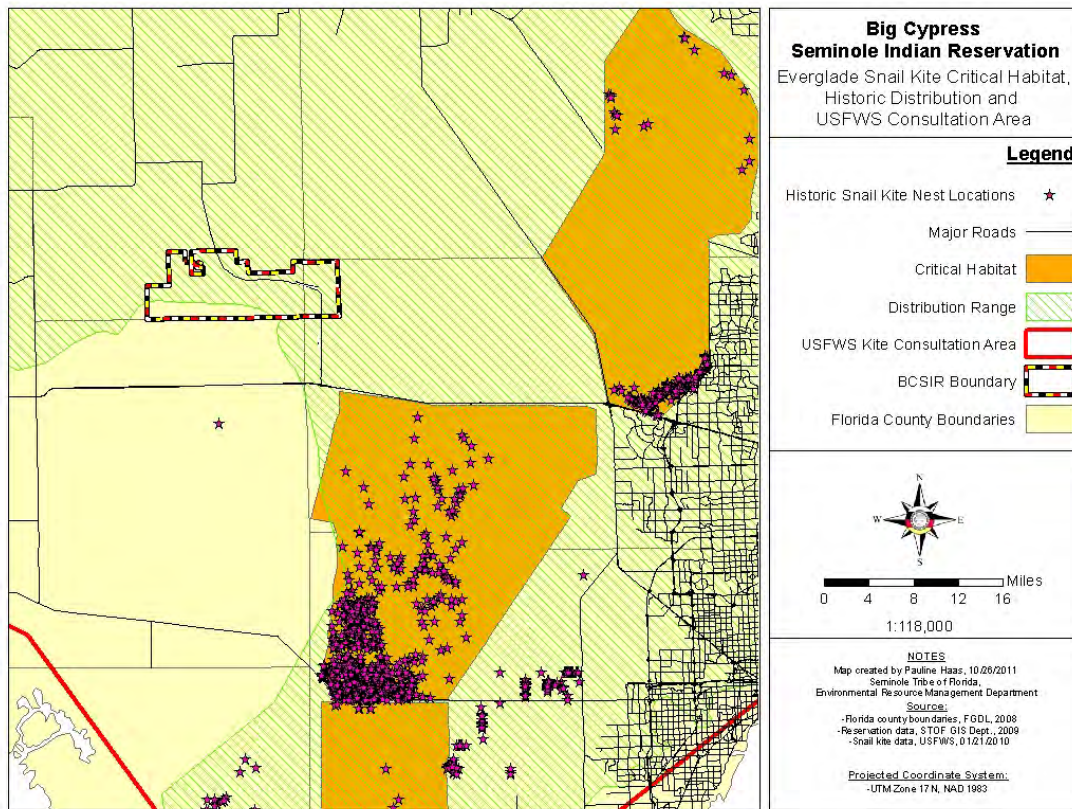 Big Cypress
Seminole Indian Reservation
Everglade Snail Kite Critical Habitat,
Historic Distribution and
USFWS Consultation Area
Legend
Historic Snail Kite Nest Locations
Major Roads
Critical Habitat
Distribution Range
USFWS Kite Consultation Area
BCSIR Boundary
Florida County Boundaries
N
W E
S
Miles
0 4 8 12 16
1:118,000
NOTES
Map created by Pauline Haas, 10/26/2011
Seminole Tribe of Florida,
Environmental Resource Management Department
Source:
-Florida county boundaries, FGDL, 2008
-Reservation data, STOF GIS Dept., 2009
-Snail kite data, USFWS, 01/21/2010
Projected Coordinate System:
-UTM Zone 17 N, NAD 1983